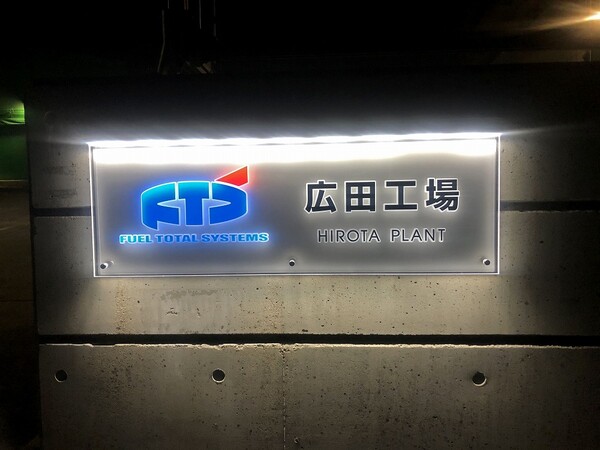 FTS
FUEL TOTAL SYSTEMS
広田工場
HIROTA PLANT